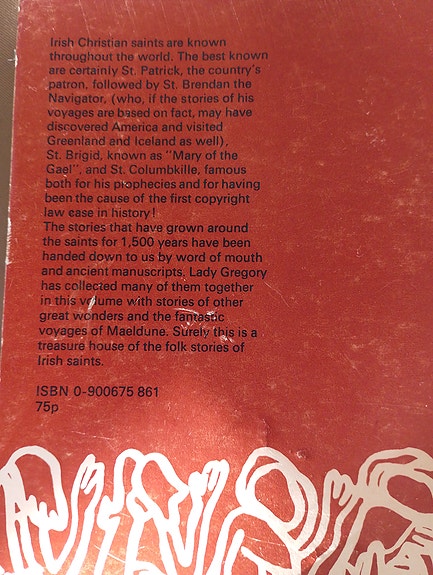 Irish Christian saints are known
throughout the world. The best known
are certainly St. Patrick, the country's
patron, followed by St. Brendan the
Navigator, (who, if the stories of his
voyages are based on fact, may have
discovered America and visited
Greenland and Iceland as well),
St. Brigid, known as "Mary of the
Gael", and St. Columbkille, famous
both for his prophecies and for having
been the cause of the first copyright
law case in history!
The stories that have grown around
the saints for 1,500 years have been
handed down to us by word of mouth
and ancient manuscripts. Lady Gregory
has collected many of them together
in this volume with stories of other
great wonders and the fantastic
voyages of Maeldune. Surely this is a
treasure house of the folk stories of
Irish saints.
ISBN 0-900675 861
75p